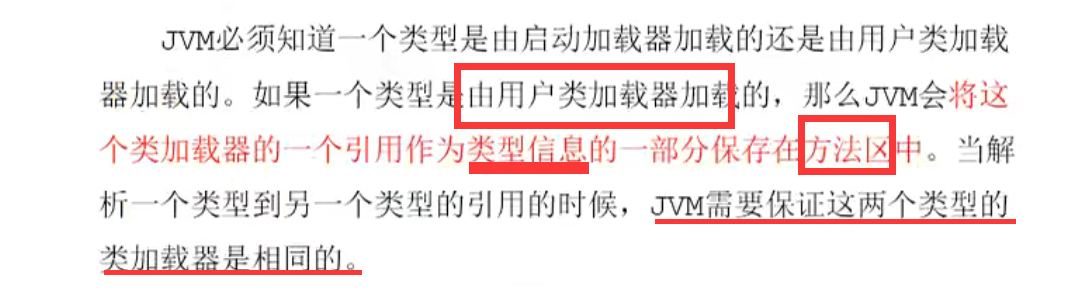 JVM必须知道一个类型是由启动加载器加载的还是由用户类加载
器加载的。如果一个类型是由用户类加载器加载的，那么JVM会将这
个类加载器的一个引用作为类型信息的一部分保存在方法区中。当解
析一个类型到另一个类型的引用的时候，JVM需要保证这两个类型的
类加载器是相同的。